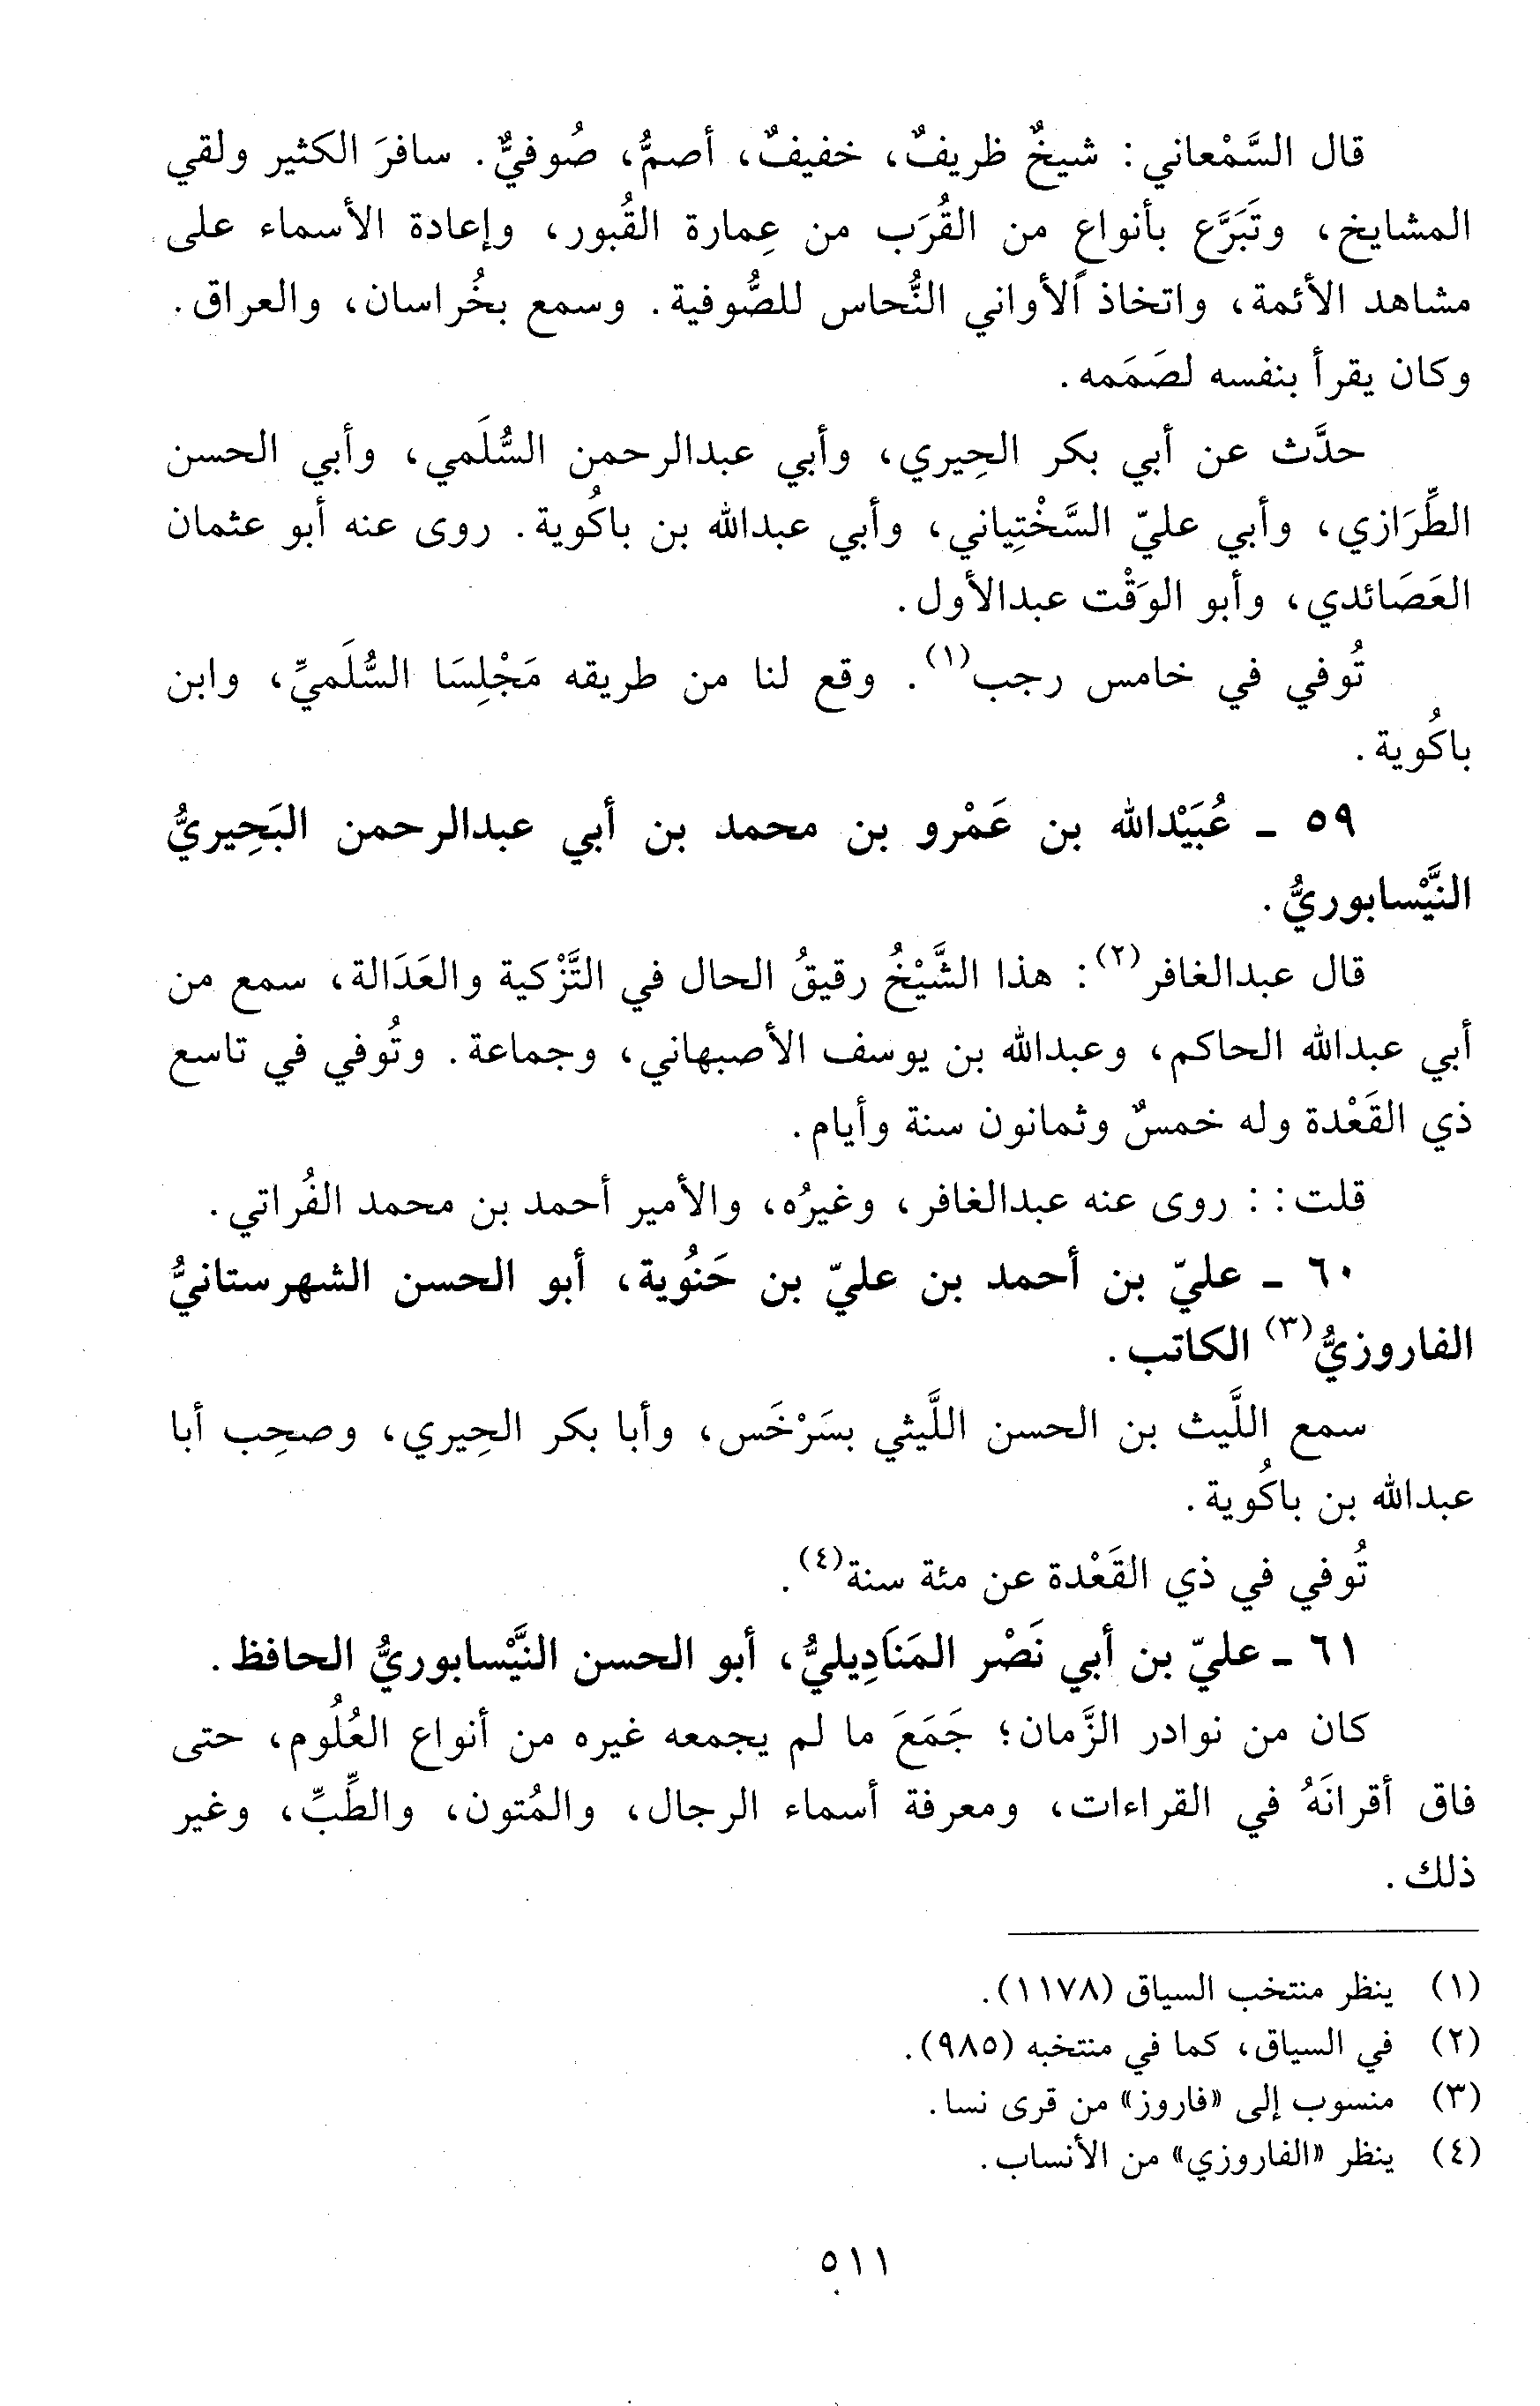 قال السَّمْعاني: شيخٌ ظريفٌ، خفيفٌ، أصمُّ، صُوفيٌّ. سافرَ الكثير ولقي
المشايخ، وتَبَرَّع بأنواع من القُرَب من عِمارة القُبور، وإعادة الأسماء على
مشاهد الأئمة، واتخاذ الأواني النُّحاس للصُّوفية. وسمع بخُراسان، والعراق.
وكان يقرأ بنفسه لصَمَمه.
حدَّث عن أبي بكر الحِيري، وأبي عبدالرحمن السُّلَمي، وأبي الحسن
الطِّرَازي، وأبي عليّ السَّخْتِياني، وأبي عبدالله بن باكُوية. روى عنه أبو عثمان
العَصَائدي، وأبو الوَقْت عبدالأول.
تُوفي في خامس رجب(١). وقع لنا من طريقه مَجْلِسَا السُّلَميِّ، وابن
باكُوية.
٥٩ - عُبَيْدالله بن عَمْرو بن محمد بن أبي عبدالرحمن البَحِيريُّ
النَّيْسابوريُّ.
قال عبدالغافر(٢): هذا الشَّيْخُ رقيقُ الحال في التَّزْكية والعَدَالة، سمع من
أبي عبدالله الحاكم، وعبدالله بن يوسف الأصبهاني، وجماعة. وتُوفي في تاسع
ذي القَعْدة وله خمسٌ وثمانون سنة وأيام.
قلت: : روى عنه عبدالغافر، وغيرُه، والأمير أحمد بن محمد الفُراتي.
٦٠ - عليّ بن أحمد بن عليّ بن حَنُوية، أبو الحسن الشهرستانيُّ
الفاروزيُّ(٣) الكاتب.
سمع اللَّيث بن الحسن اللَّيثي بسَرْخَس، وأبا بكر الحِيري، وصحِب أبا
عبدالله بن باكُوية.
تُوفي في ذي القَعْدة عن مئة سنة(٤).
٦١ - عليّ بن أبي نَصْر المَنَادِيليُّ، أبو الحسن النَّيْسابوريُّ الحافظ.
كان من نوادر الزَّمان؛ جَمَعَ ما لم يجمعه غيره من أنواع العُلُوم، حتى
فاق أقرانَهُ في القراءات، ومعرفة أسماء الرجال، والمُتون، والطِّبِّ، وغير
ذلك.
(١) ينظر منتخب السياق (١١٧٨).
(٢) في السياق، كما في منتخبه (٩٨٥).
(٣) منسوب إلى «فاروز» من قرى نسا.
(٤) ينظر «الفاروزي» من الأنساب.
٥١١